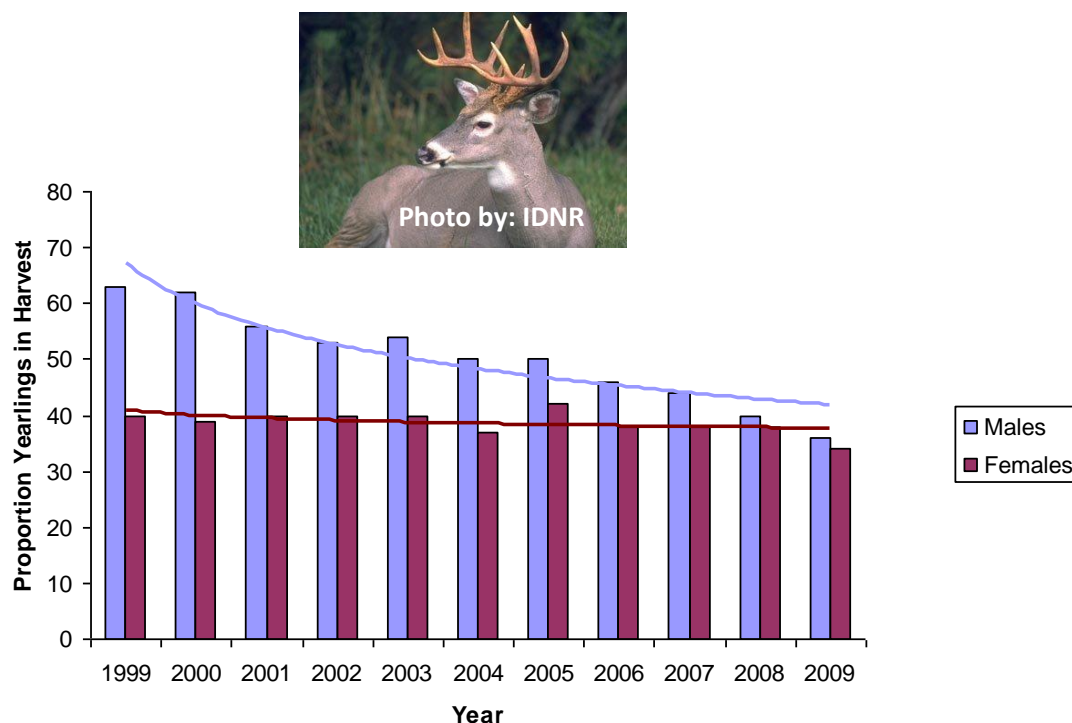 Photo by: IDNR
80
70
60
50
40
30
20
10
0
Proportion Yearlings in Harvest
1999 2000 2001 2002 2003 2004 2005 2006 2007 2008 2009
Year
Males
Females